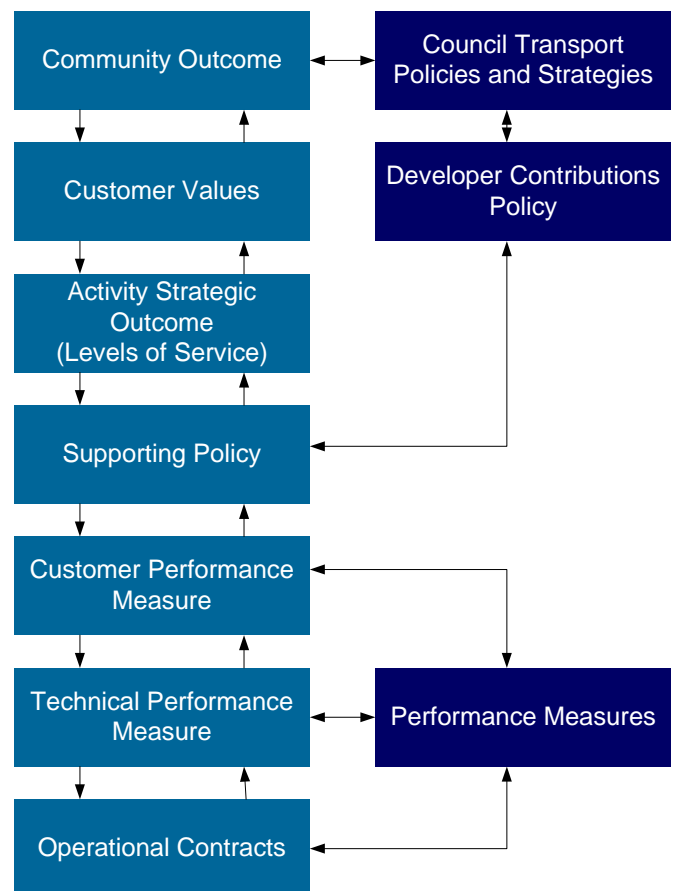 Community Outcome
Council Transport
Policies and Strategies
Customer Values
Developer Contributions
Policy
Activity Strategic
Outcome
(Levels of Service)
Supporting Policy
Customer Performance
Measure
Technical Performance
Measure
Performance Measures
Operational Contracts